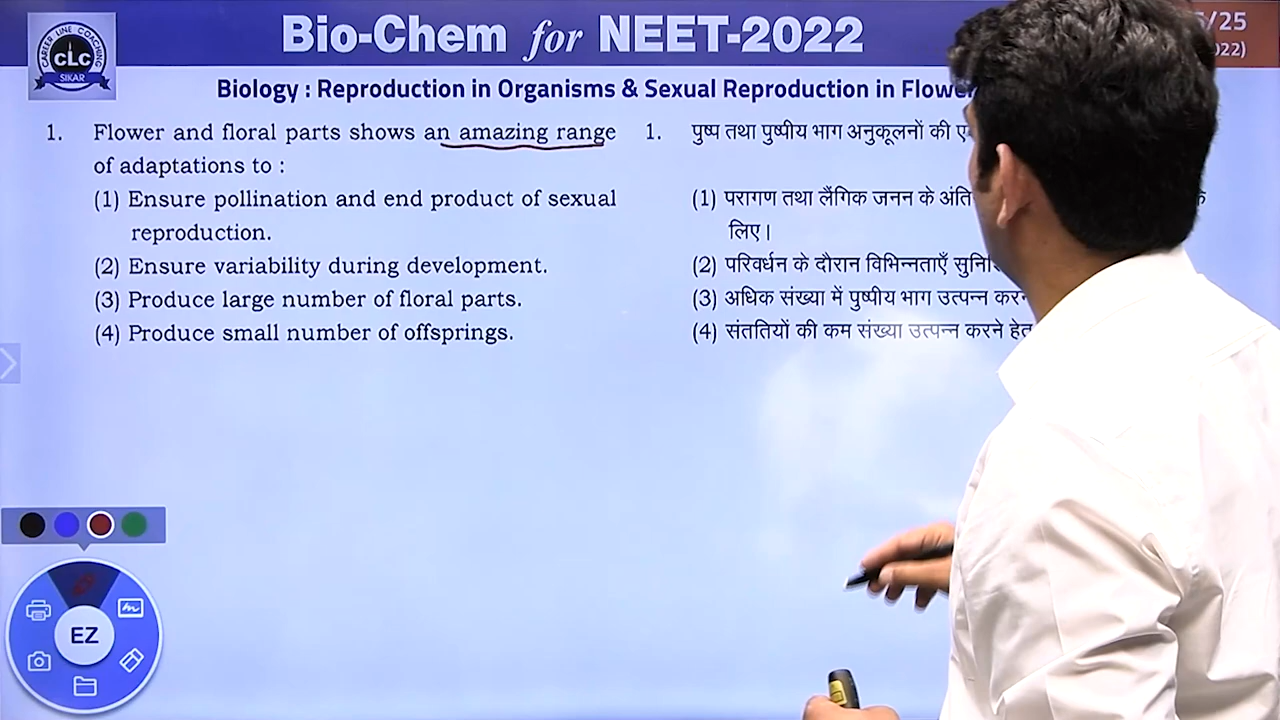 CAREER LINE COACHING
CLC
SIKAR
Bio-Chem for NEET-2022
/25
022)
Biology : Reproduction in Organisms & Sexual Reproduction in Flower
1. Flower and floral parts shows an amazing range
of adaptations to :
(1) Ensure pollination and end product of sexual
reproduction.
(2) Ensure variability during development.
(3) Produce large number of floral parts.
(4) Produce small number of offsprings.
1. पुष्प तथा पुष्पीय भाग अनुकूलनों की
(1) परागण तथा लैंगिक जनन के
लिए।
(2) परिवर्धन के दौरान विभिन्नताएँ
(3) अधिक संख्या में पुष्पीय भाग उत्पन्न
(4) संततियों की कम संख्या उत्पन्न करने
EZ